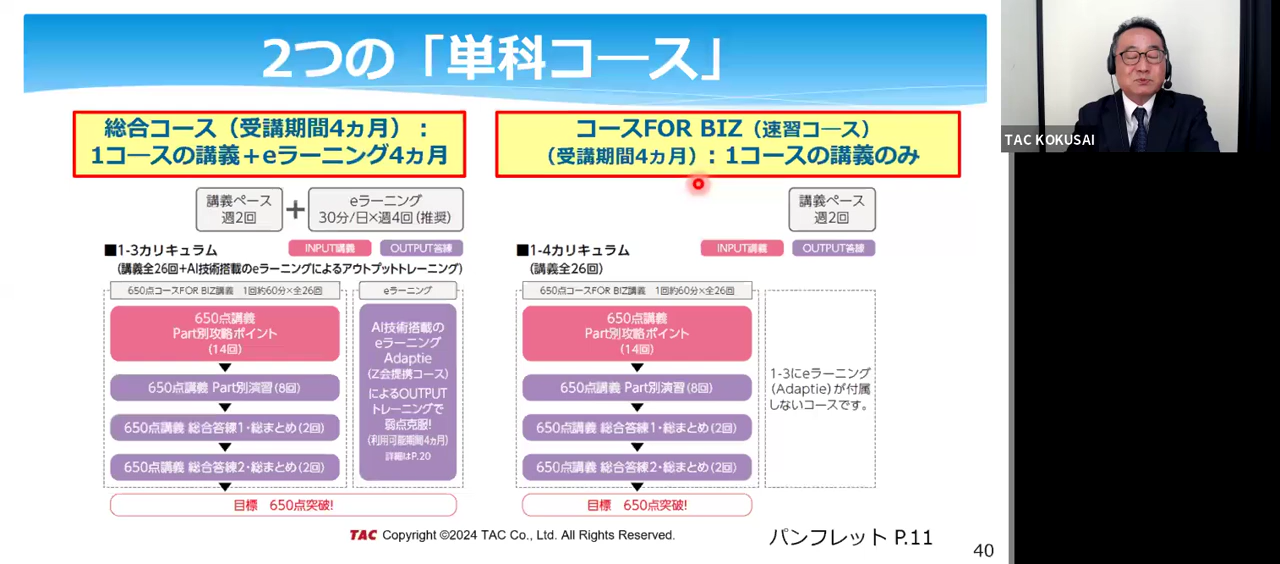 2つの「単科コース」
総合コース（受講期間4ヵ月）：
1コースの講義＋eラーニング4ヵ月
講義ペース
週2回
＋
eラーニング
30分/日×週4回(推奨)
■1-3カリキュラム
INPUT講義
OUTPUT答練
(講義全26回+AI技術搭載のeラーニングによるアウトプットトレーニング)
650点コースFOR BIZ講義 1回約60分×全26回
650点講義
Part別攻略ポイント
(14回)
650点講義 Part別演習(8回)
650点講義 総合答練1・総まとめ(2回)
650点講義 総合答練2・総まとめ(2回)
eラーニング
AI技術搭載の
eラーニング
Adaptie
(Z会提携コース)
によるOUTPUT
トレーニングで
弱点克服!
(利用可能期間4ヵ月)
詳細はP.20
目標 650点突破!
コースFOR BIZ（速習コース）
（受講期間4ヵ月）：1コースの講義のみ
講義ペース
週2回
■1-4カリキュラム
INPUT講義
OUTPUT答練
(講義全26回)
650点コースFOR BIZ講義 1回約60分×全26回
650点講義
Part別攻略ポイント
(14回)
650点講義 Part別演習(8回)
650点講義 総合答練1・総まとめ(2回)
650点講義 総合答練2・総まとめ(2回)
1-3にeラーニング
(Adaptie)が付属
しないコースです。
目標 650点突破!
TAC Copyright ©2024 TAC Co., Ltd. All Rights Reserved.
パンフレット P.11
40
TAC KOKUSAI